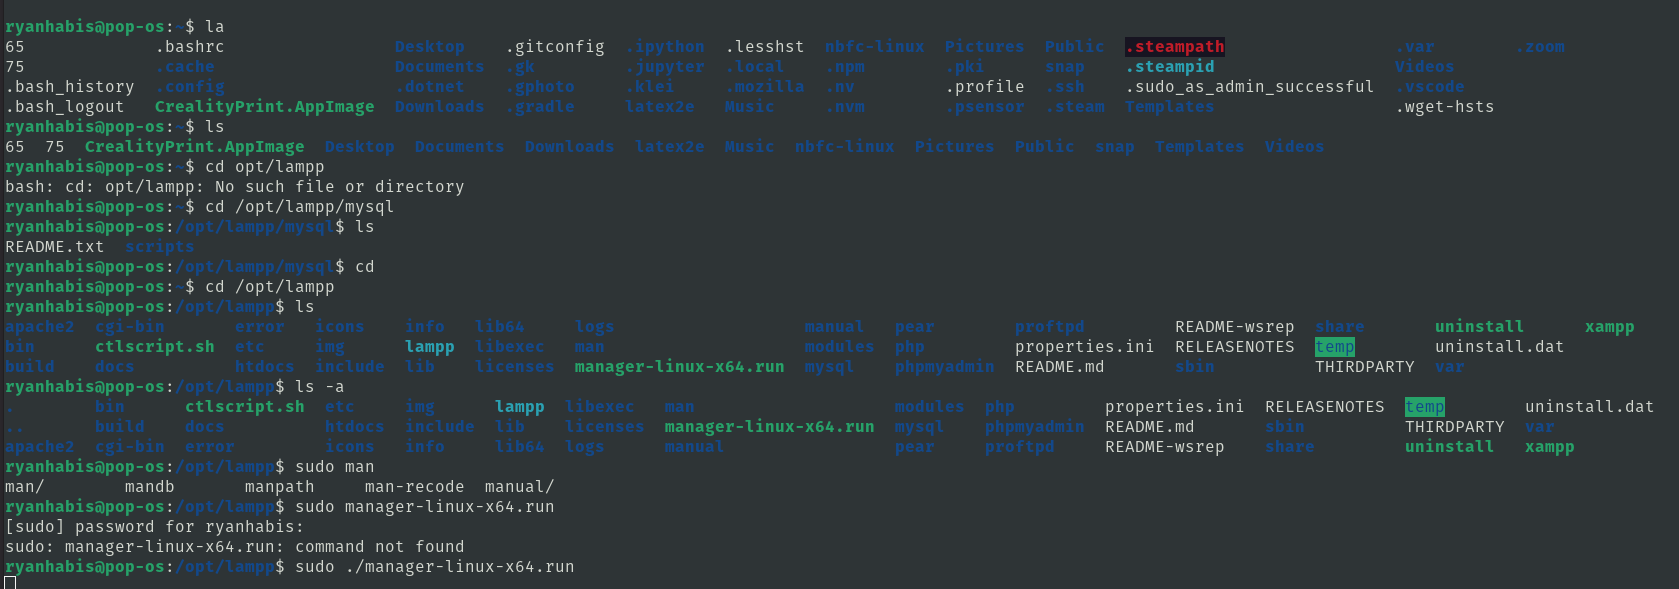 ryanhabis@pop-os:~$ la
65 .bashrc Desktop .gitconfig .ipython .lesshst nbfc-linux Pictures Public .steampath .var .zoom
75 .cache Documents .gk .jupyter .local .npm .pki snap .steampid Videos
.bash_history .config .dotnet .gphoto .klei .mozilla .nv .profile .ssh .sudo_as_admin_successful .vscode
.bash_logout CrealityPrint.AppImage Downloads .gradle latex2e Music .nvm .psensor .steam Templates .wget-hsts
ryanhabis@pop-os:~$ ls
65 75 CrealityPrint.AppImage Desktop Documents Downloads latex2e Music nbfc-linux Pictures Public snap Templates Videos
ryanhabis@pop-os:~$ cd opt/lampp
bash: cd: opt/lampp: No such file or directory
ryanhabis@pop-os:~$ cd /opt/lampp/mysql
ryanhabis@pop-os:/opt/lampp/mysql$ ls
README.txt scripts
ryanhabis@pop-os:/opt/lampp/mysql$ cd
ryanhabis@pop-os:~$ cd /opt/lampp
ryanhabis@pop-os:/opt/lampp$ ls
apache2 cgi-bin error icons info lib64 logs manual pear proftpd README-wsrep share uninstall xampp
bin ctlscript.sh etc img lampp libexec man modules php properties.ini RELEASENOTES temp uninstall.dat
build docs htdocs include lib licenses manager-linux-x64.run mysql phpmyadmin README.md sbin THIRDPARTY var
ryanhabis@pop-os:/opt/lampp$ ls -a
. bin ctlscript.sh etc img lampp libexec man modules php properties.ini RELEASENOTES temp uninstall.dat
.. build docs htdocs include lib licenses manager-linux-x64.run mysql phpmyadmin README.md sbin THIRDPARTY var
apache2 cgi-bin error icons info lib64 logs manual pear proftpd README-wsrep share uninstall xampp
ryanhabis@pop-os:/opt/lampp$ sudo man
man/ mandb manpath man-recode manual/
ryanhabis@pop-os:/opt/lampp$ sudo manager-linux-x64.run
[sudo] password for ryanhabis:
sudo: manager-linux-x64.run: command not found
ryanhabis@pop-os:/opt/lampp$ sudo ./manager-linux-x64.run